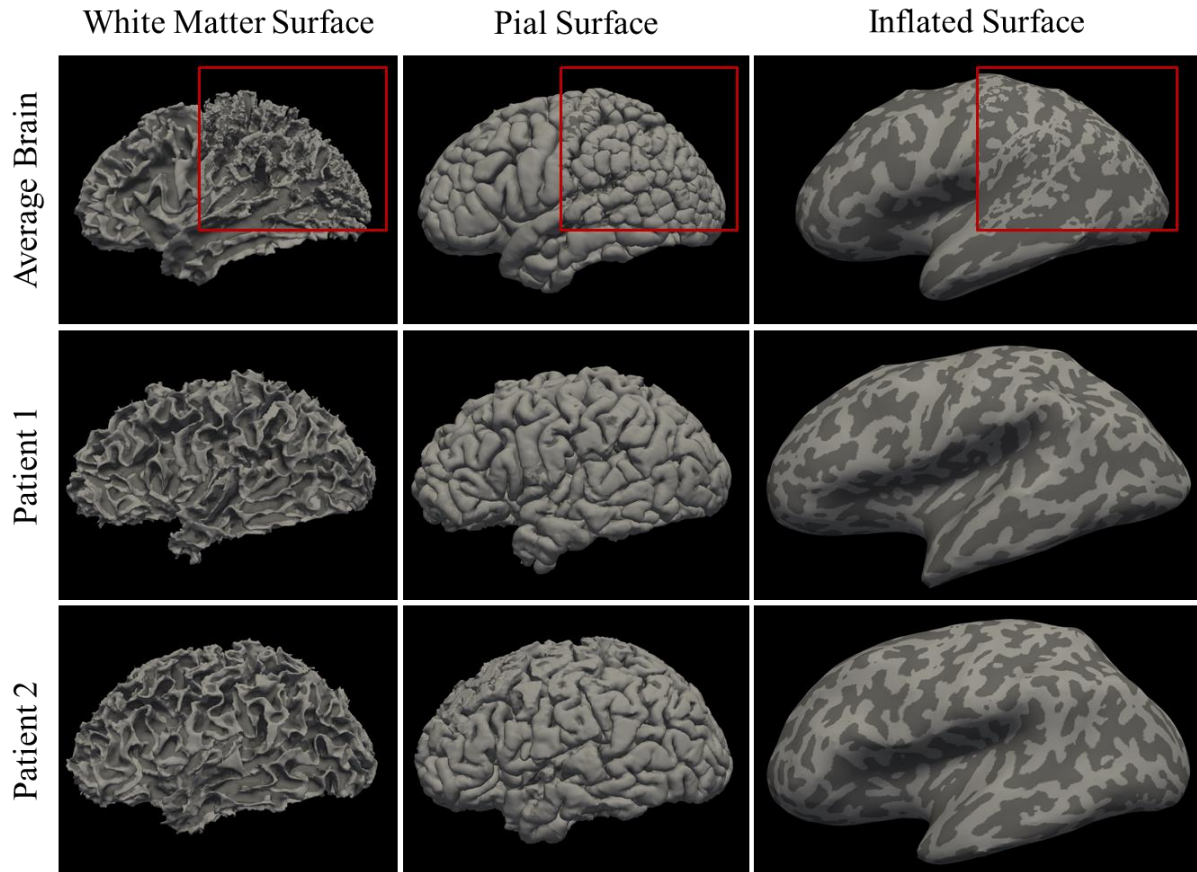 White Matter Surface
Pial Surface
Inflated Surface
Average Brain
Patient 1
Patient 2